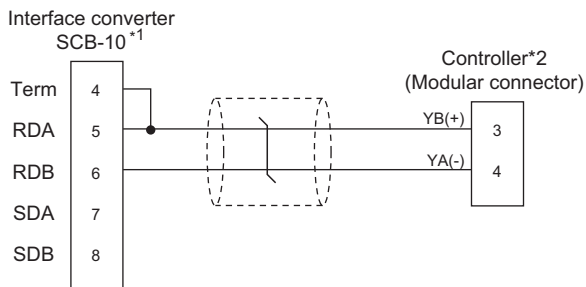 Interface converter
SCB-10 *1
Controller*2
(Modular connector)
Term 4
RDA 5 YB(+) 3
RDB 6 YA(-) 4
SDA 7
SDB 8